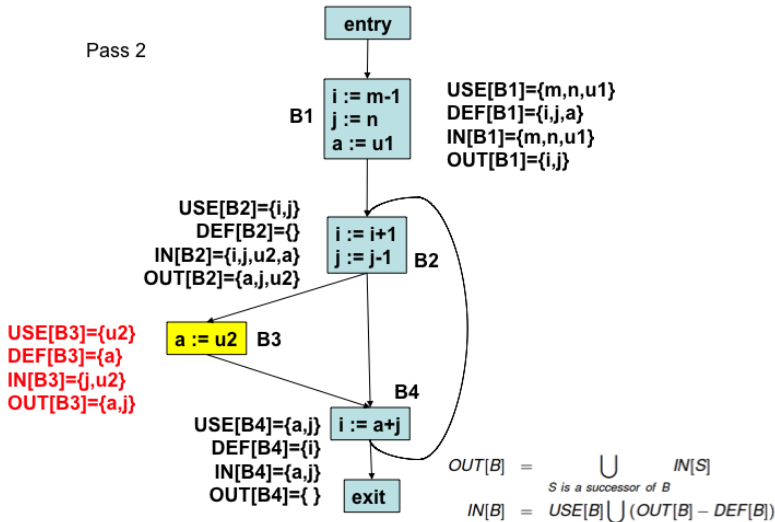 entry
Pass 2
B1
i := m-1
j := n
a := u1
USE[B1]={m,n,u1}
DEF[B1]={i,j,a}
IN[B1]={m,n,u1}
OUT[B1]={i,j}
USE[B2]={i,j}
DEF[B2]={}
IN[B2]={i,j,u2,a}
OUT[B2]={a,j,u2}
i := i+1
j := j-1
B2
USE[B3]={u2}
DEF[B3]={a}
IN[B3]={j,u2}
OUT[B3]={a,j}
a := u2
B3
B4
USE[B4]={a,j}
DEF[B4]={i}
IN[B4]={a,j}
OUT[B4]={ }
i := a+j
exit
OUT[B] = ⋃ IN[S]
S is a successor of B
IN[B] = USE[B] ⋃ (OUT[B] − DEF[B])